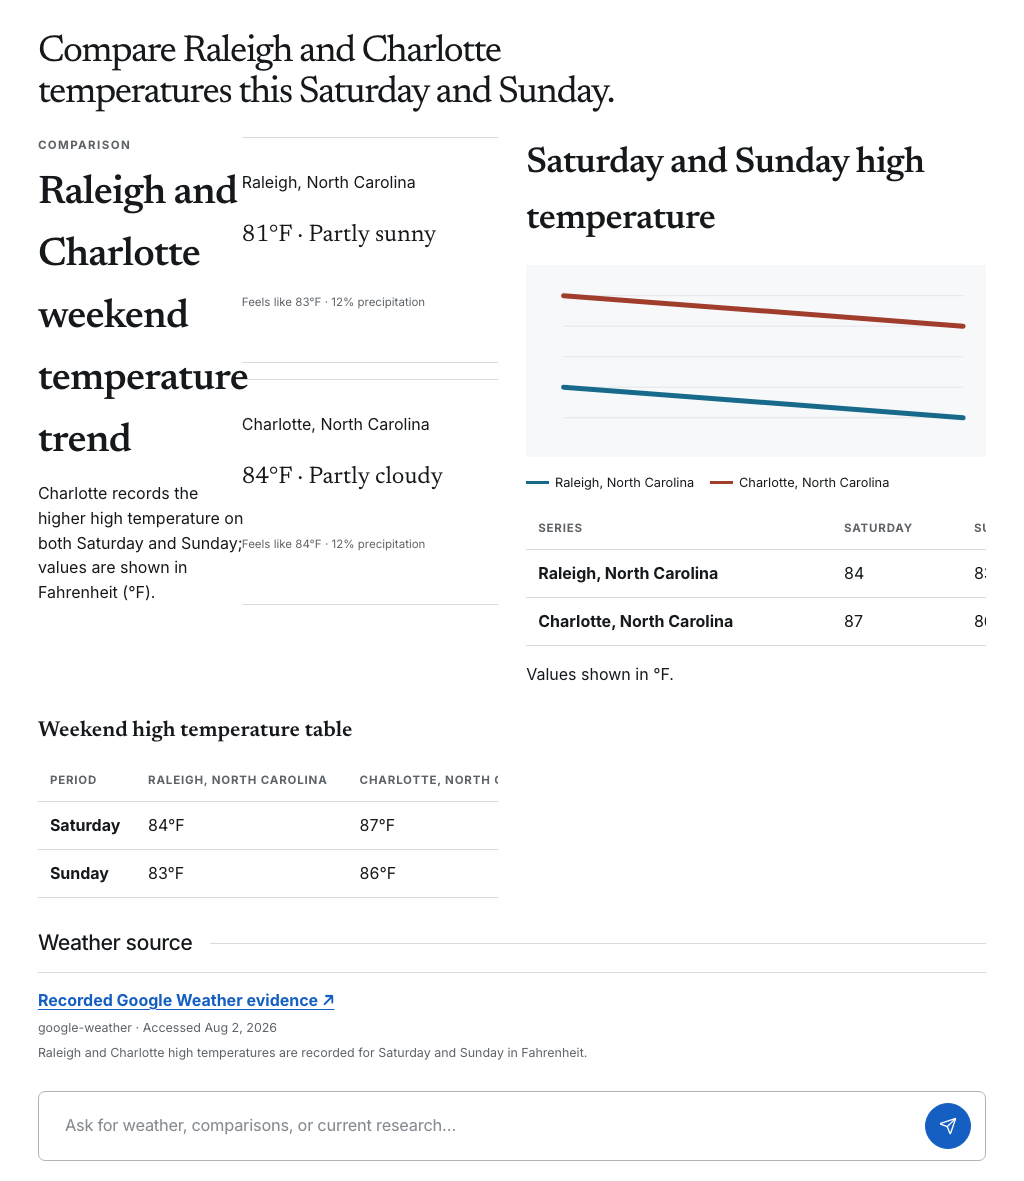 Compare Raleigh and Charlotte
temperatures this Saturday and Sunday.
COMPARISON
Raleigh and
Charlotte
weekend
temperature
trend
Charlotte records the
higher high temperature on
both Saturday and Sunday;
values are shown in
Fahrenheit (°F).
Raleigh, North Carolina
81°F · Partly sunny
Feels like 83°F · 12% precipitation
Charlotte, North Carolina
84°F · Partly cloudy
Feels like 84°F · 12% precipitation
Saturday and Sunday high
temperature
Raleigh, North Carolina Charlotte, North Carolina
SERIES SATURDAY
Raleigh, North Carolina 84
Charlotte, North Carolina 87
Values shown in °F.
Weekend high temperature table
PERIOD RALEIGH, NORTH CAROLINA CHARLOTTE, NORTH
Saturday 84°F 87°F
Sunday 83°F 86°F
Weather source
Recorded Google Weather evidence ↗
google-weather · Accessed Aug 2, 2026
Raleigh and Charlotte high temperatures are recorded for Saturday and Sunday in Fahrenheit.
Ask for weather, comparisons, or current research...